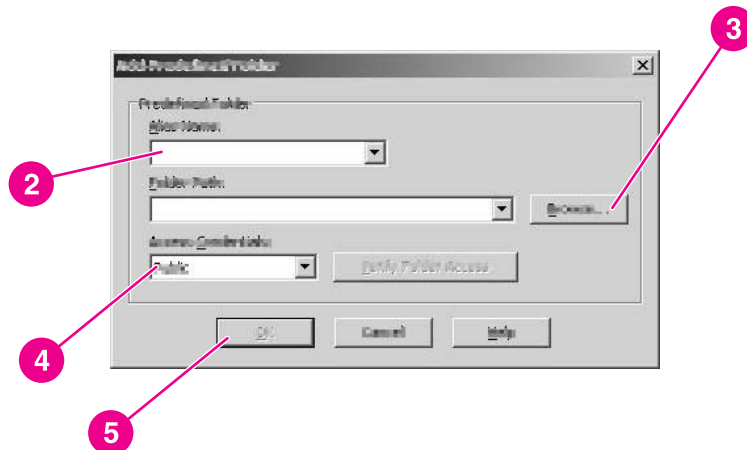 3
Add Predefined Folder
Predefined Folder
Alias Name:
2
Folder Path:
Browse...
Access Credentials:
Public
Verify Folder Access
4
OK
Cancel
Help
5